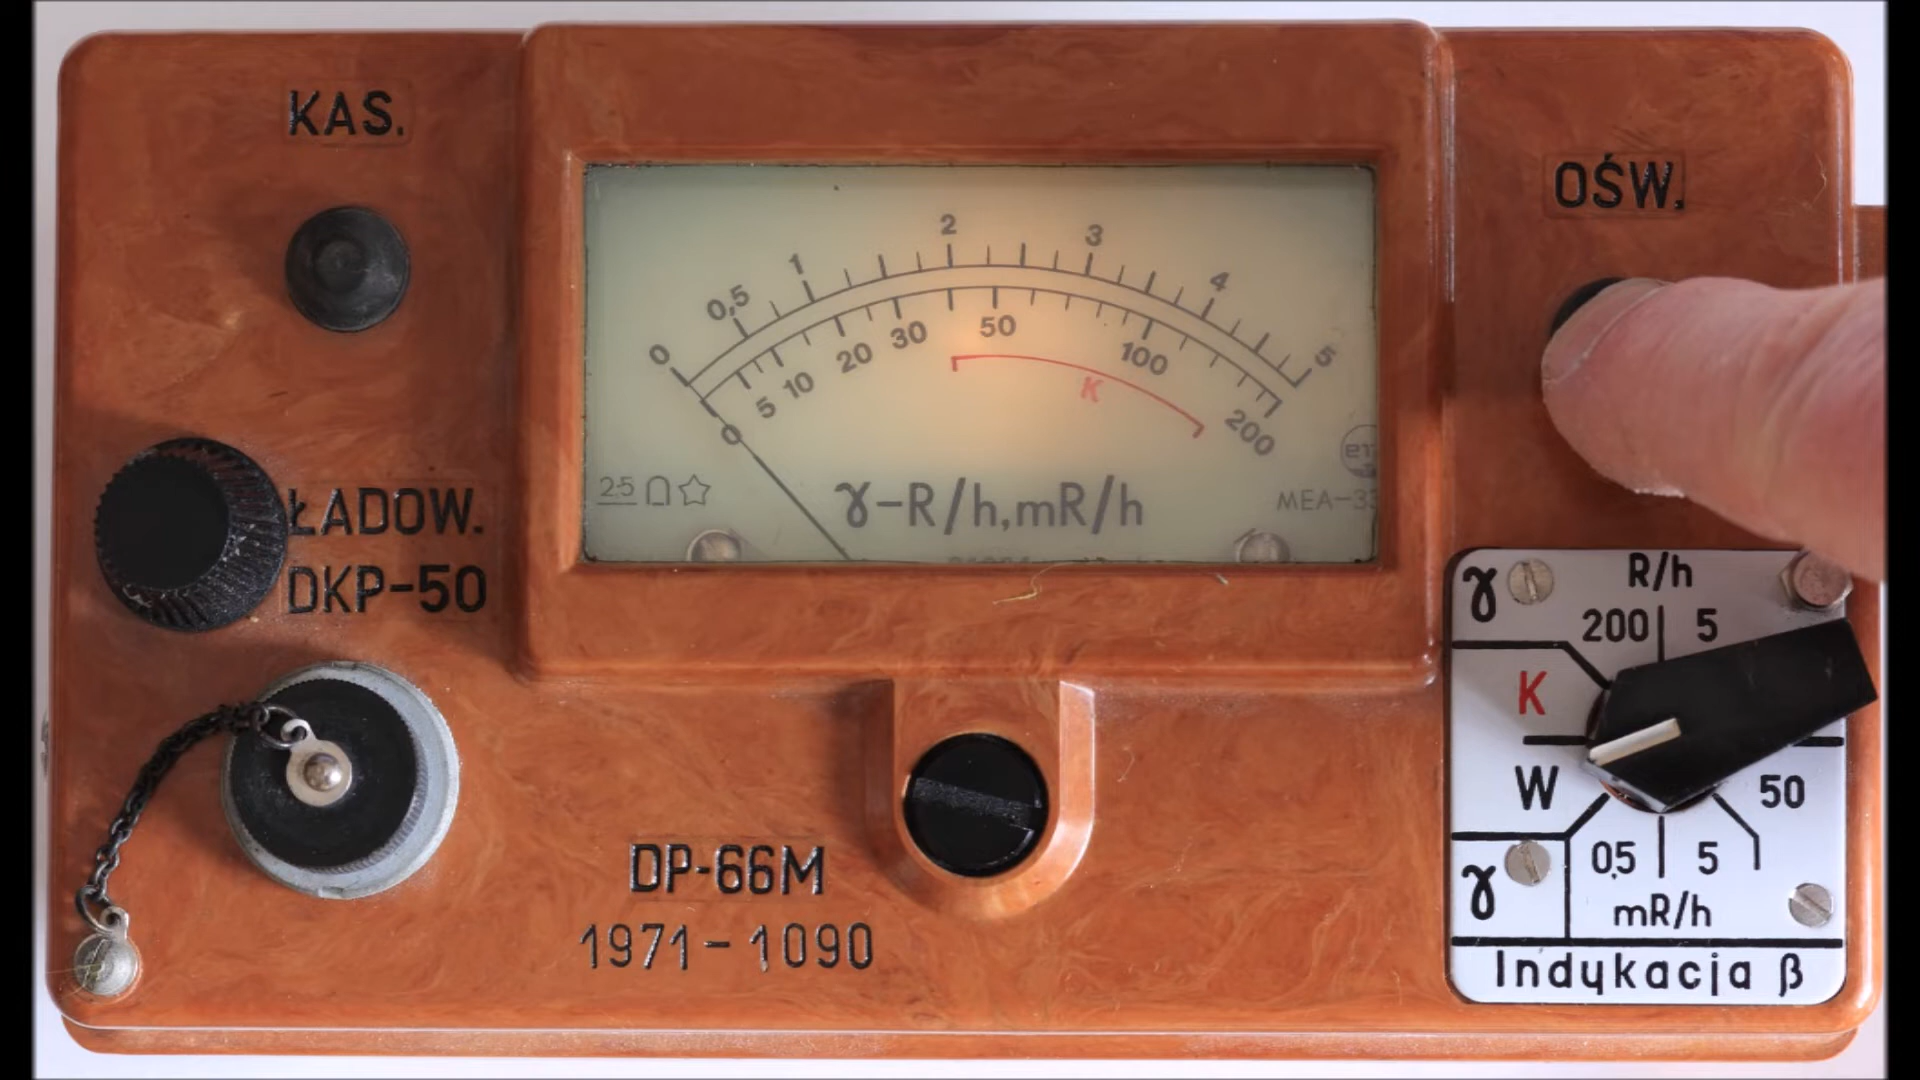 KAS.
OŚW.
0 0,5 1 2 3 4 5
0 5 10 20 30 50 100 200
K
2.5
γ-R/h,mR/h
MEA-33
ŁADOW.
DKP-50
γ R/h
200 5
K
W 50
γ 0,5 5
mR/h
Indykacja β
DP-66M
1971-1090